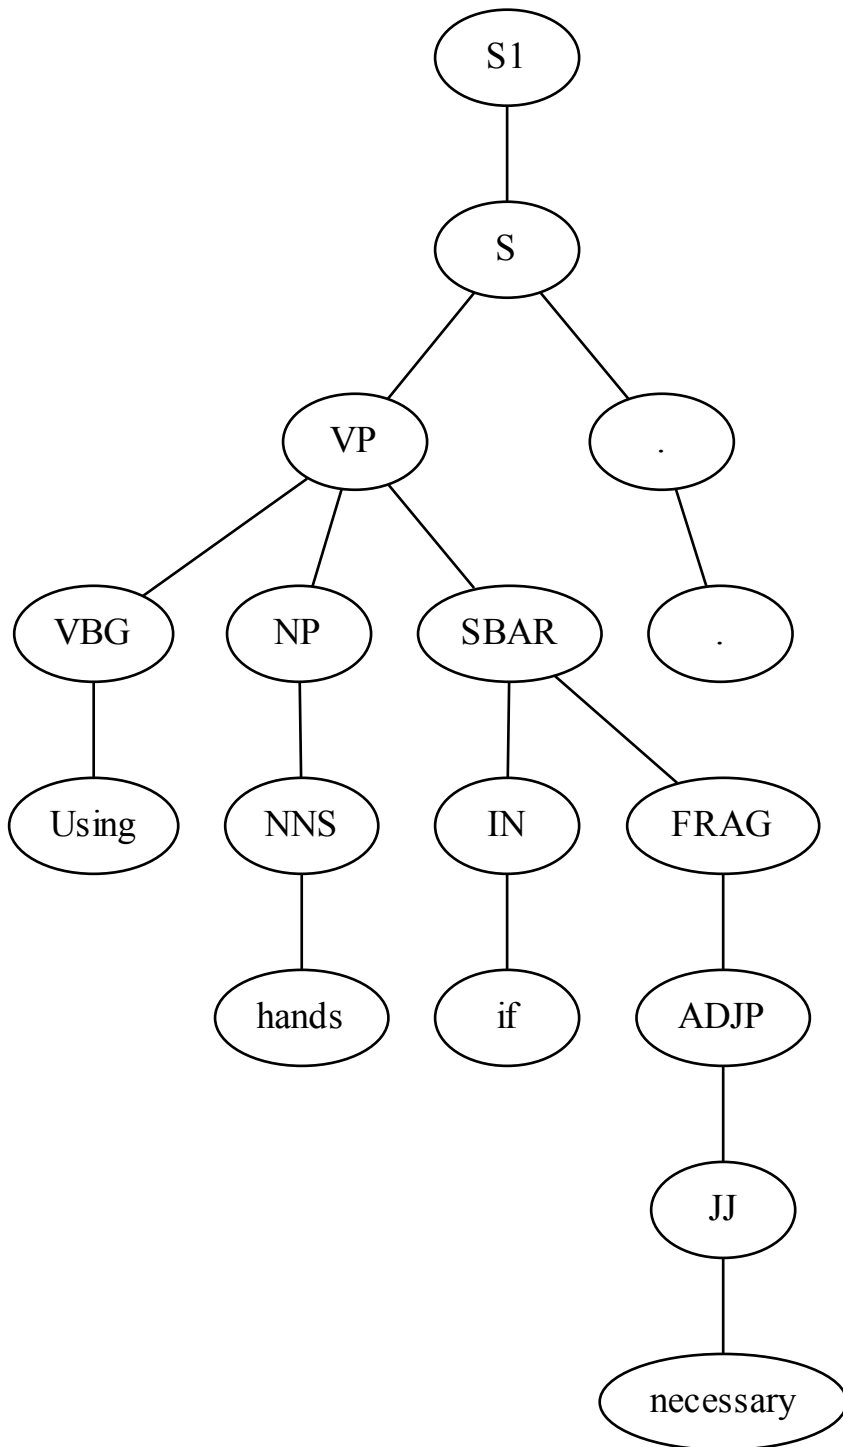 S1
S
VP .
VBG NP SBAR .
Using NNS IN FRAG
hands if ADJP
JJ
necessary